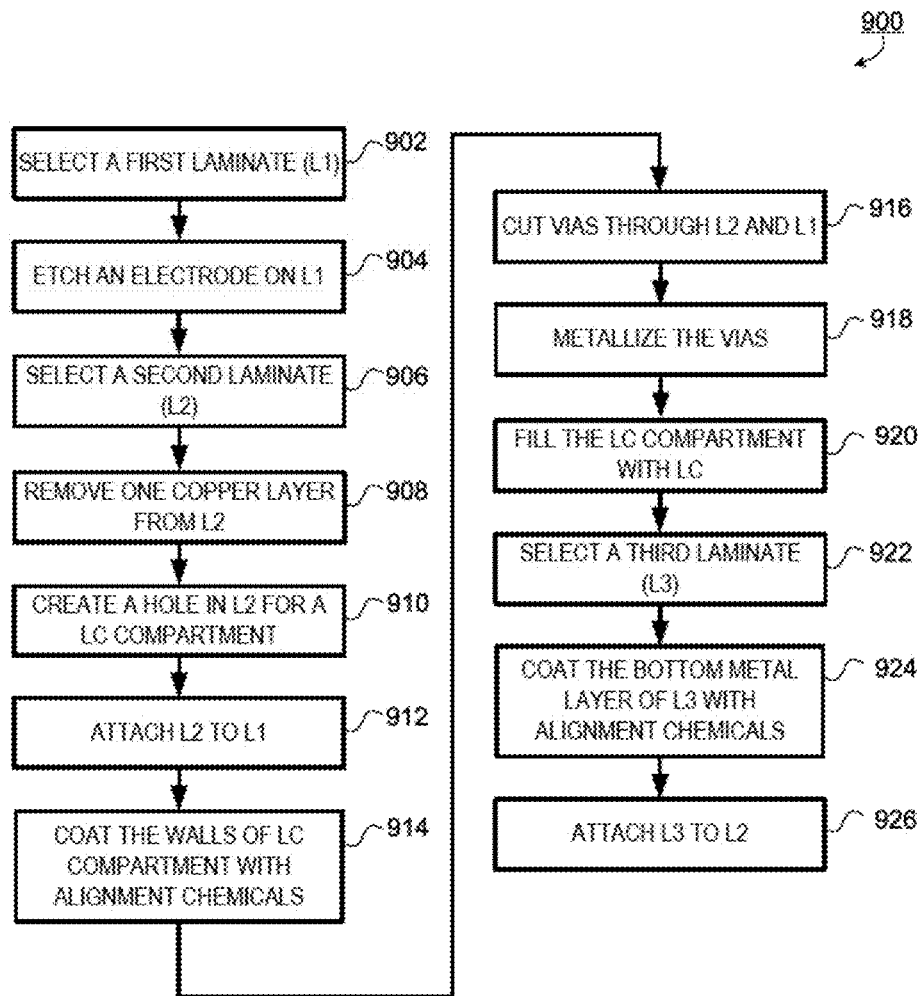 900
SELECT A FIRST LAMINATE (L1)
902
ETCH AN ELECTRODE ON L1
904
SELECT A SECOND LAMINATE
(L2)
906
REMOVE ONE COPPER LAYER
FROM L2
908
CREATE A HOLE IN L2 FOR A
LC COMPARTMENT
910
ATTACH L2 TO L1
912
COAT THE WALLS OF LC
COMPARTMENT WITH
ALIGNMENT CHEMICALS
914
CUT VIAS THROUGH L2 AND L1
916
METALLIZE THE VIAS
918
FILL THE LC COMPARTMENT
WITH LC
920
SELECT A THIRD LAMINATE
(L3)
922
COAT THE BOTTOM METAL
LAYER OF L3 WITH
ALIGNMENT CHEMICALS
924
ATTACH L3 TO L2
926